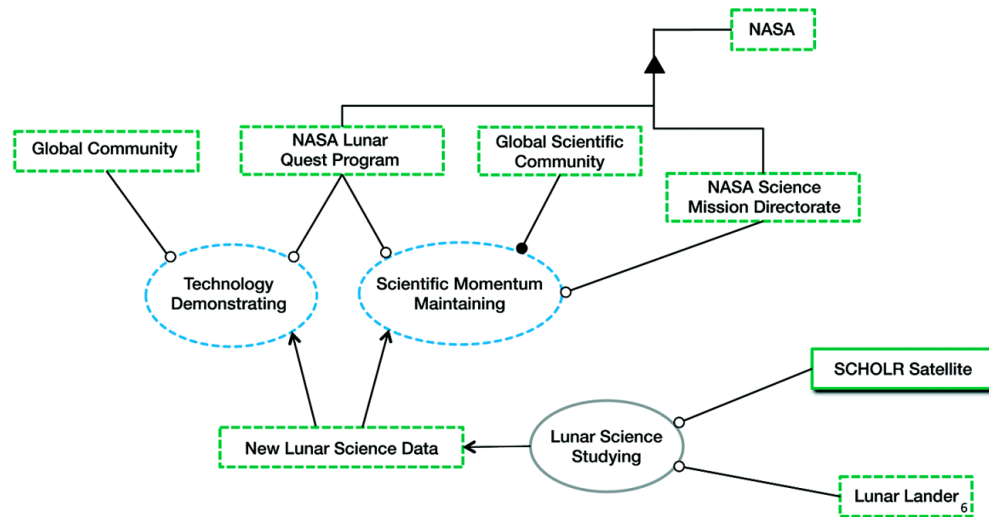 NASA
Global Community
NASA Lunar
Quest Program
Global Scientific
Community
NASA Science
Mission Directorate
Technology
Demonstrating
Scientific Momentum
Maintaining
SCHOLR Satellite
New Lunar Science Data
Lunar Science
Studying
Lunar Lander
6